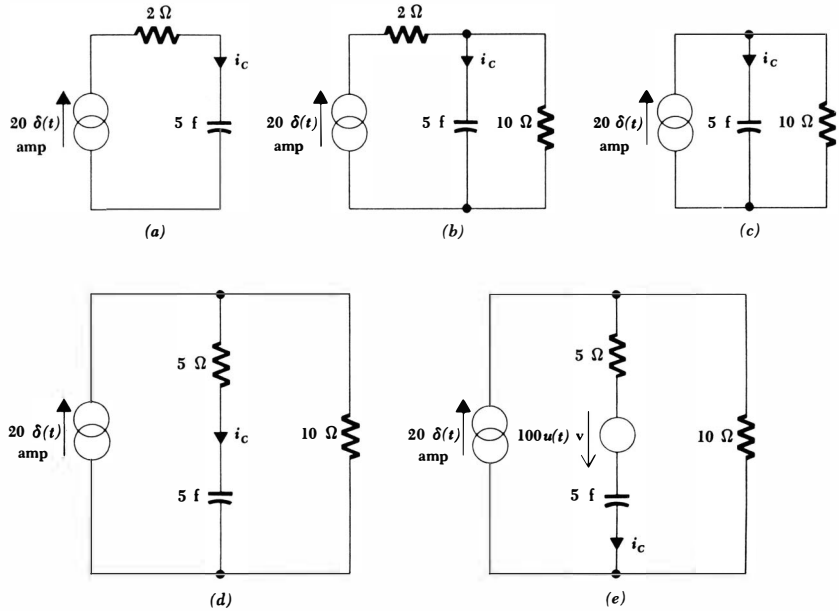 2 Ω
i_C
20 δ(t)
amp
5 f
(a)
2 Ω
i_C
20 δ(t)
amp
5 f
10 Ω
(b)
i_C
20 δ(t)
amp
5 f
10 Ω
(c)
5 Ω
20 δ(t)
amp
i_C
10 Ω
5 f
(d)
5 Ω
20 δ(t)
amp
100u(t) v
10 Ω
5 f
i_C
(e)